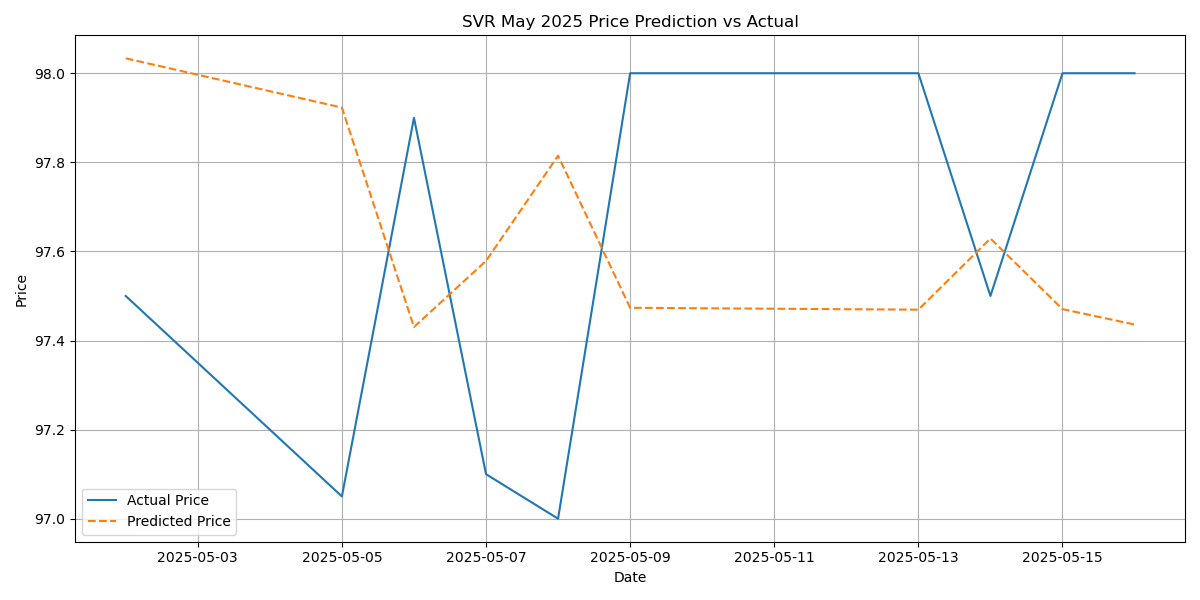 SVR May 2025 Price Prediction vs Actual
98.0
97.8
97.6
97.4
97.2
97.0
Price
Actual Price
Predicted Price
2025-05-03
2025-05-05
2025-05-07
2025-05-09
2025-05-11
2025-05-13
2025-05-15
Date